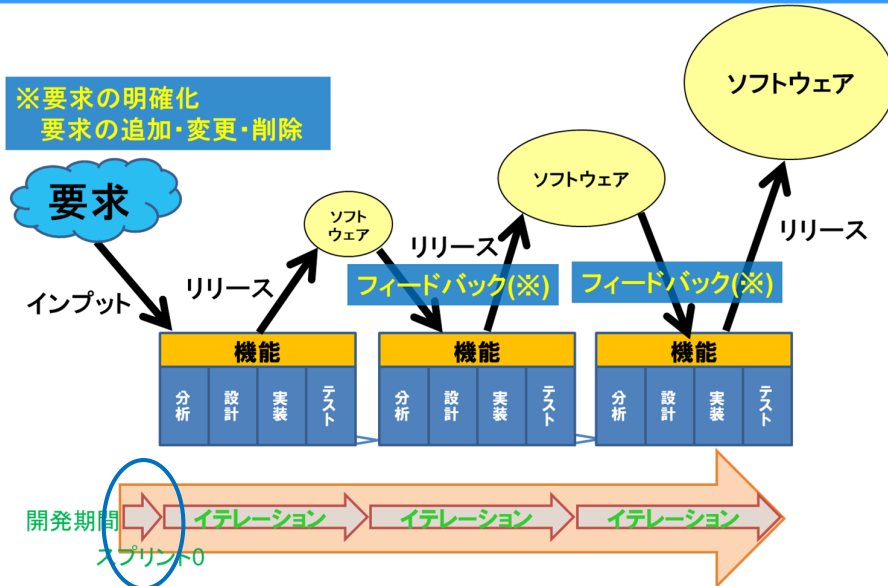 ※要求の明確化
要求の追加・変更・削除
要求
インプット
リリース
ソフト
ウェア
フィードバック(※)
リリース
ソフトウェア
フィードバック(※)
リリース
ソフトウェア
機能
分析
設計
実装
テスト
機能
分析
設計
実装
テスト
機能
分析
設計
実装
テスト
開発期間
スプリント0
イテレーション
イテレーション
イテレーション